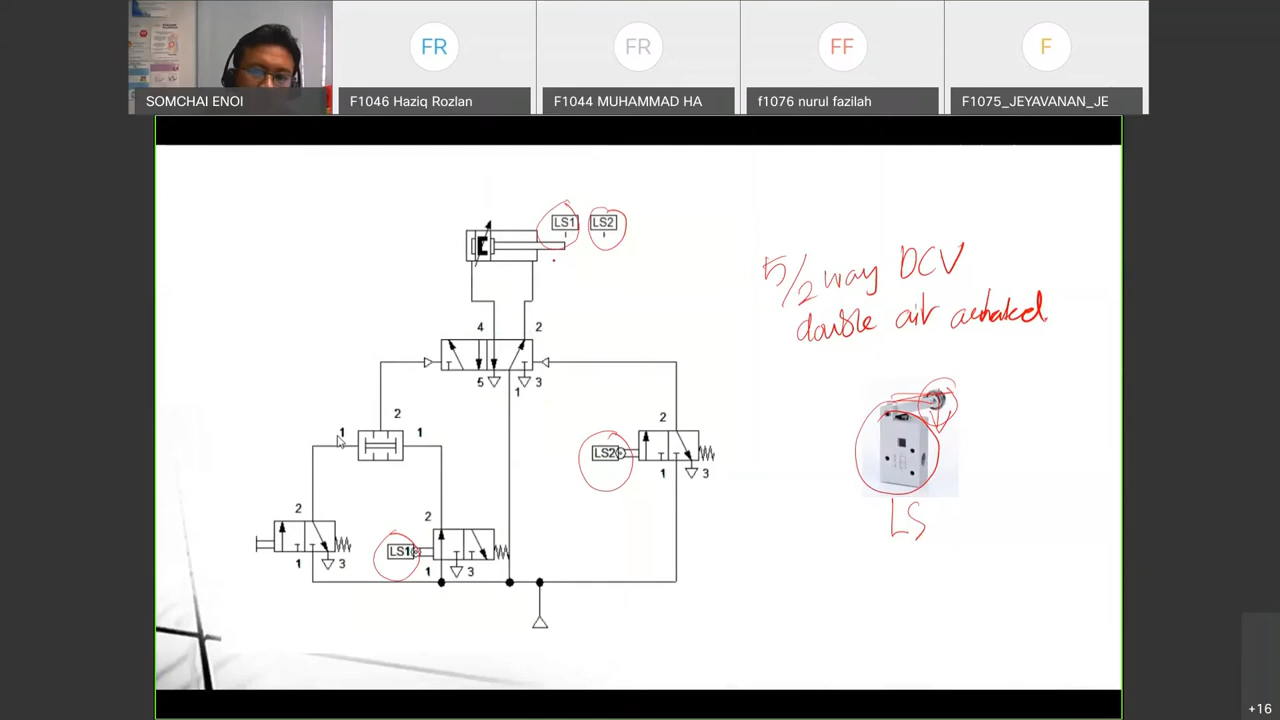 FR
FR
FF
F
SOMCHAI ENOI
F1046 Haziq Rozlan
F1044 MUHAMMAD HA
f1076 nurul fazilah
F1075_JEYAVANAN_JE
LS1
LS2
5/2 way DCV
double air actuated
4
2
5
1
3
2
1
1
2
LS2
1
3
2
1
3
2
LS1
1
3
LS
+16